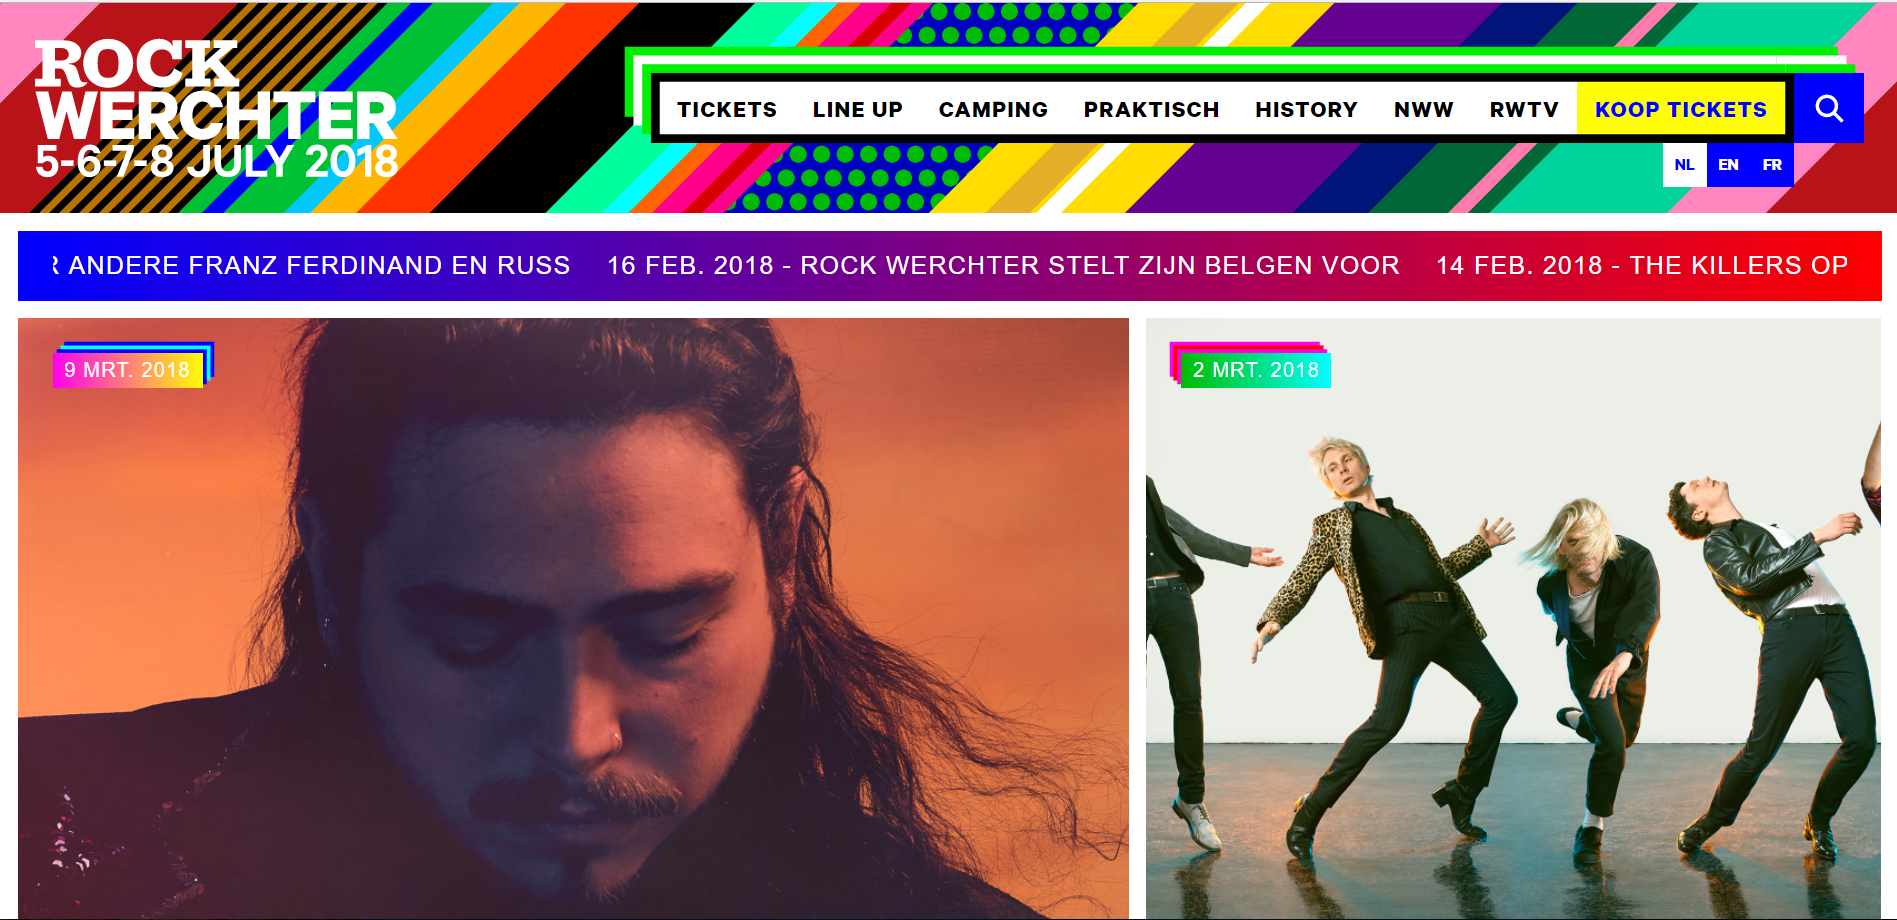 ROCK
WERCHTER
5-6-7-8 JULY 2018
TICKETS LINE UP CAMPING PRAKTISCH HISTORY NWW RWTV KOOP TICKETS
NL EN FR
R ANDERE FRANZ FERDINAND EN RUSS 16 FEB. 2018 - ROCK WERCHTER STELT ZIJN BELGEN VOOR 14 FEB. 2018 - THE KILLERS OP
9 MRT. 2018
2 MRT. 2018